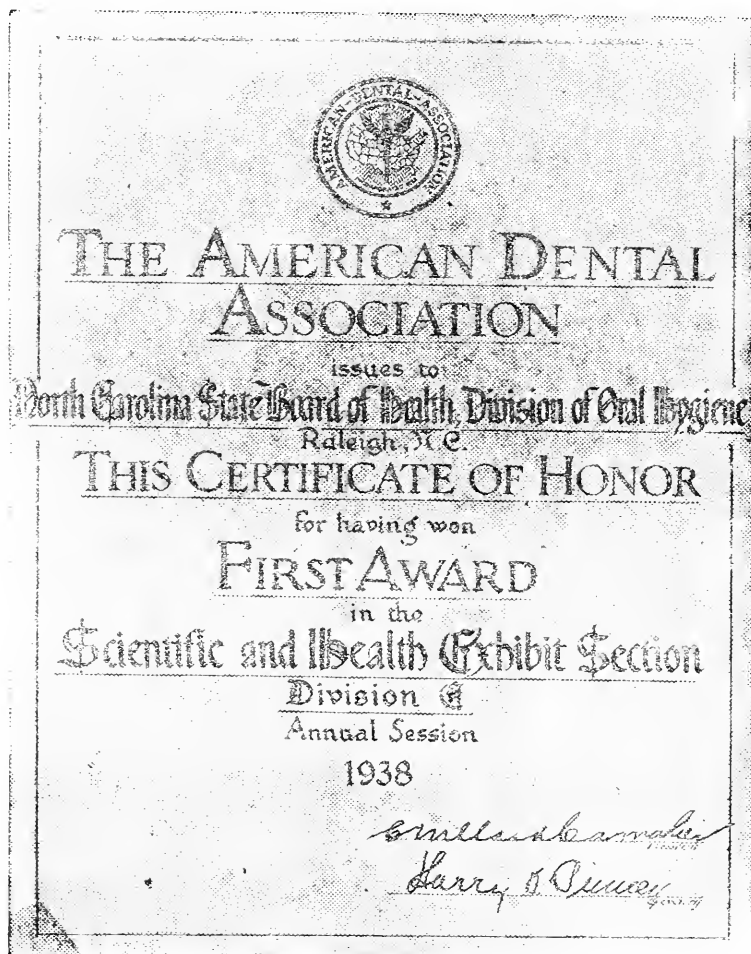 AMERICAN-DENTAL-ASSOCIATION
THE AMERICAN DENTAL
ASSOCIATION
issues to
North Carolina State Board of Health, Division of Oral Hygiene
Raleigh, N.C.
THIS CERTIFICATE OF HONOR
for having won
FIRST AWARD
in the
Scientific and Health Exhibit Section
Division
Annual Session
1938
Harry B